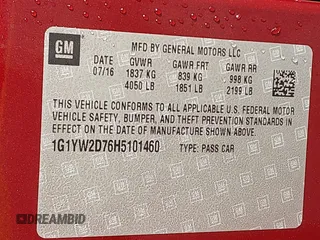 GM
MFD BY GENERAL MOTORS LLC
DATE GVWR GAWR FRT GAWR RR
07/16 1837 KG 839 KG 998 KG
4050 LB 1851 LB 2199 LB
THIS VEHICLE CONFORMS TO ALL APPLICABLE U.S. FEDERAL MOTOR
VEHICLE SAFETY, BUMPER, AND THEFT PREVENTION STANDARDS IN
EFFECT ON THE DATE OF MANUFACTURE SHOWN ABOVE.
1G1YW2D76H5101460 TYPE: PASS CAR
DREAMBID